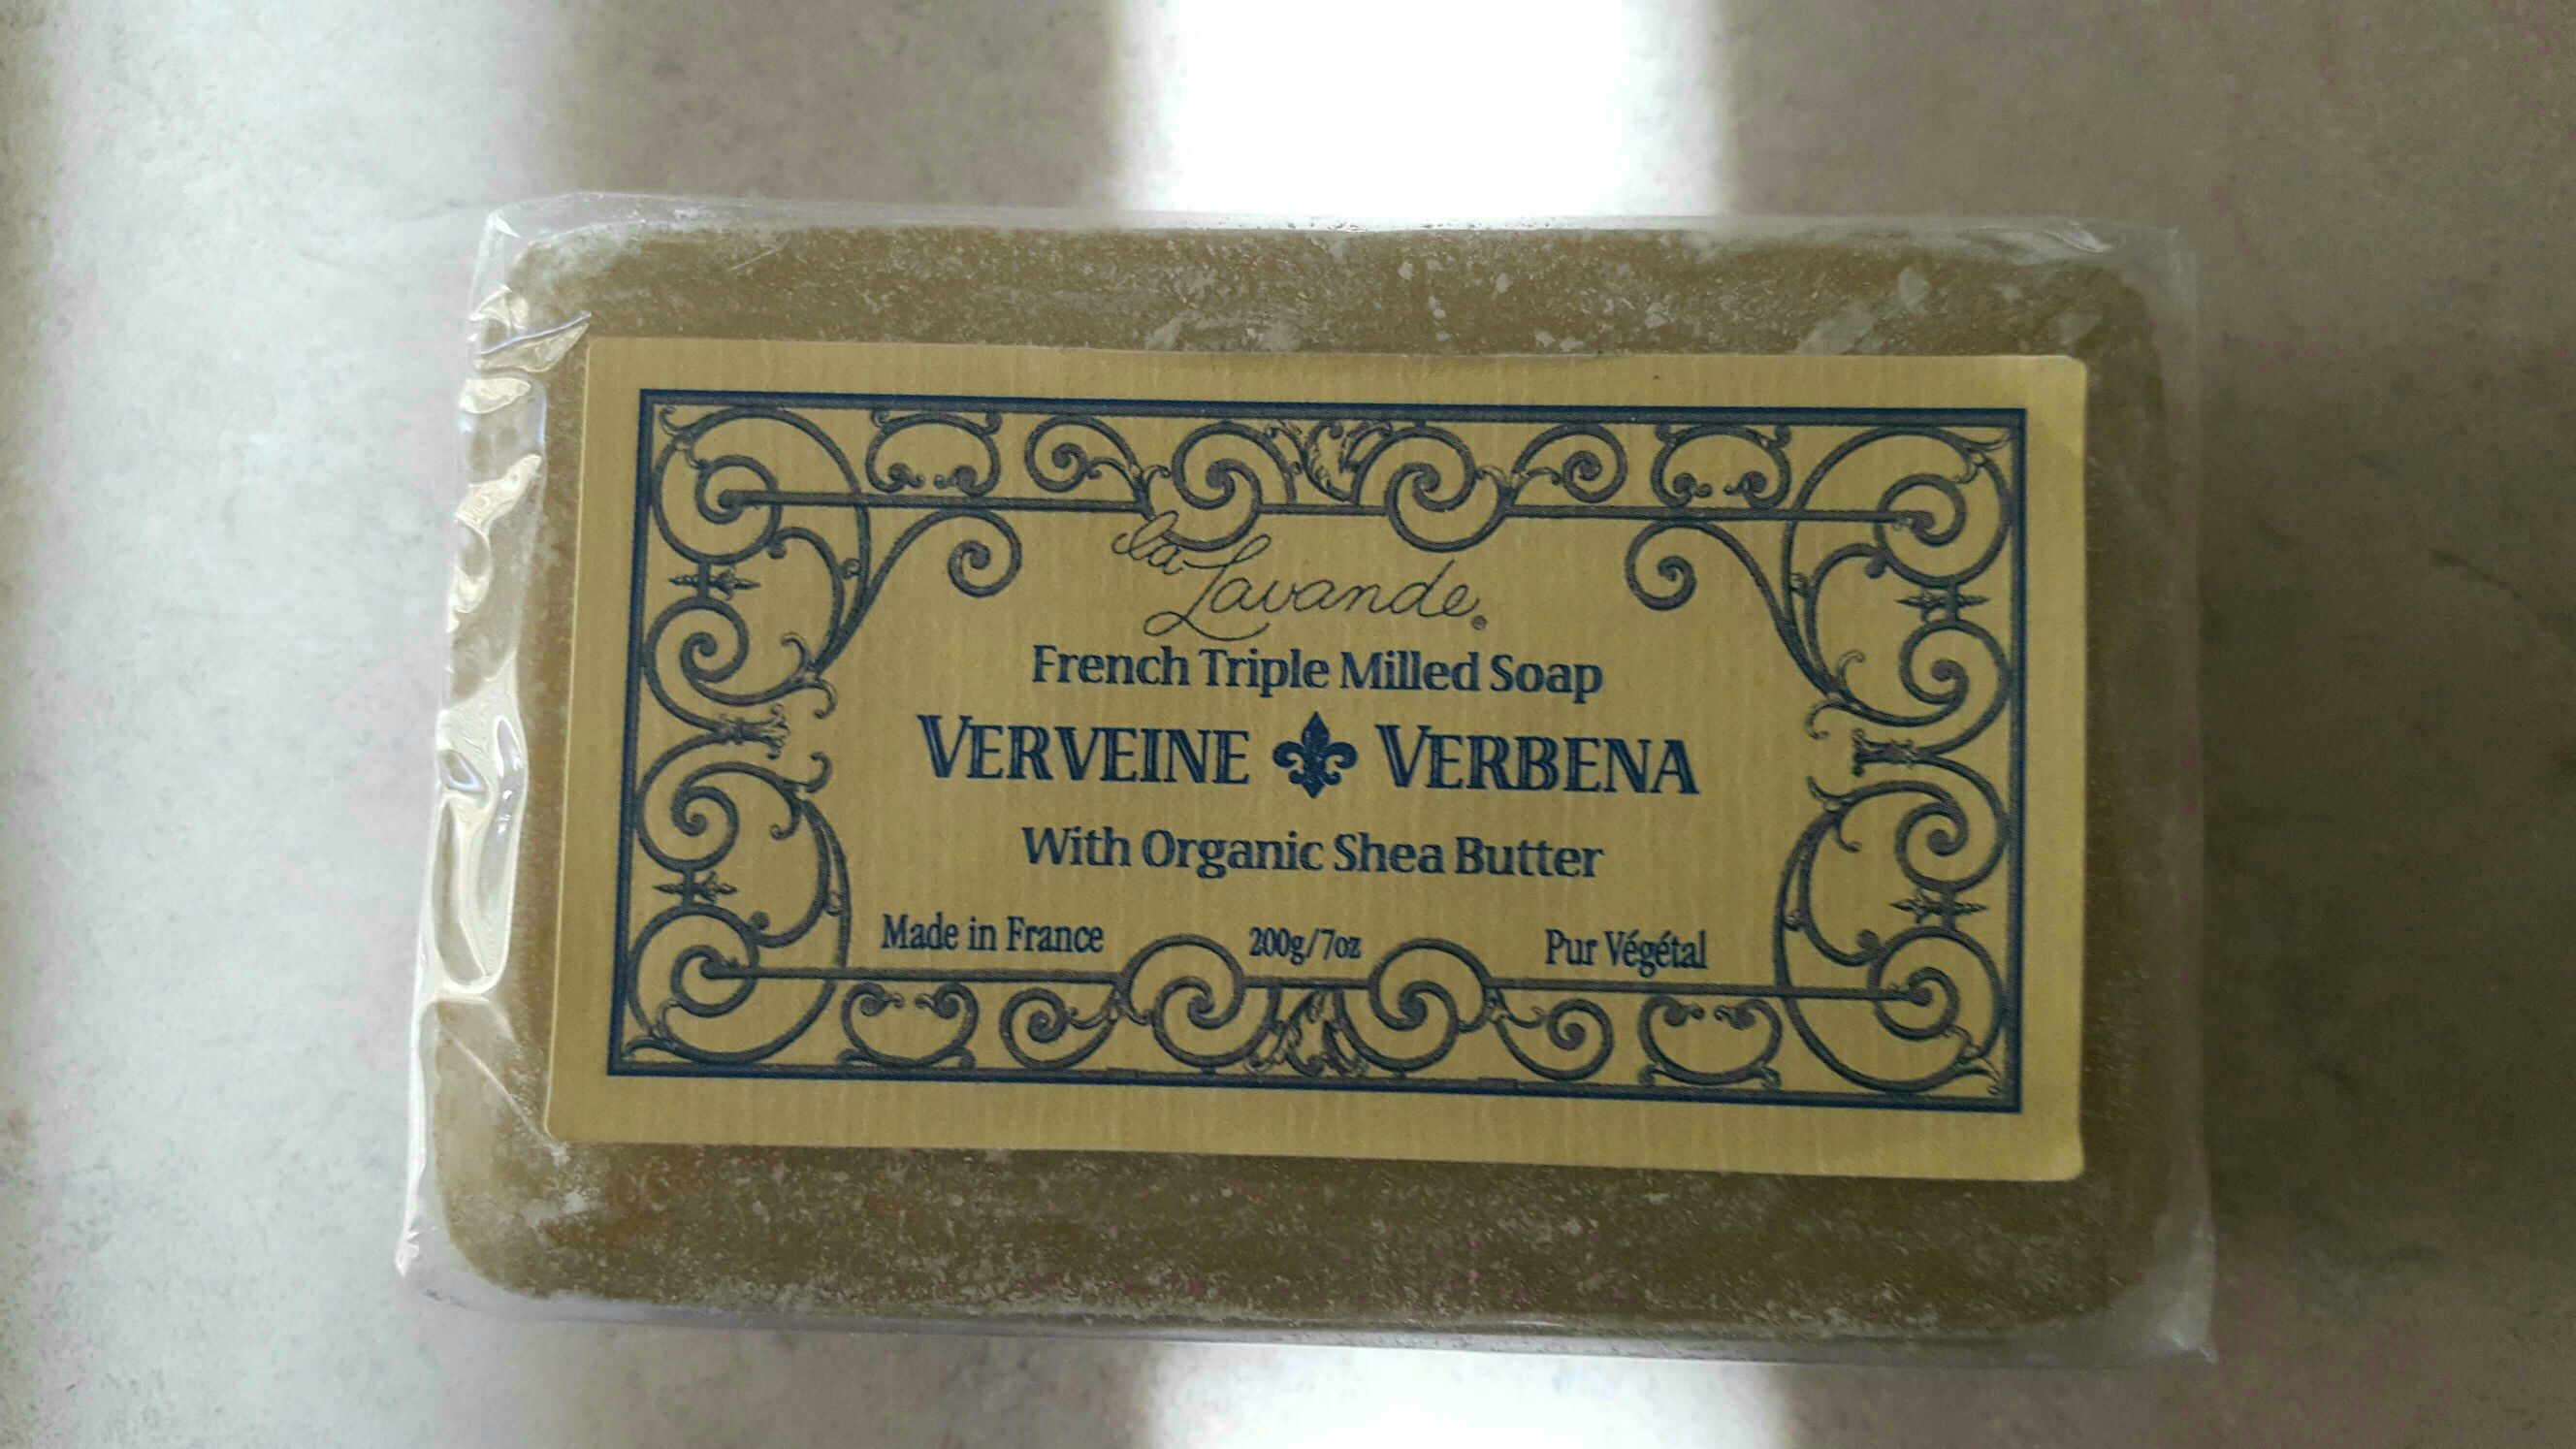 la
Lavande®
French Triple Milled Soap
VERVEINE ⚜ VERBENA
With Organic Shea Butter
Made in France 200g/7oz Pur Végétal